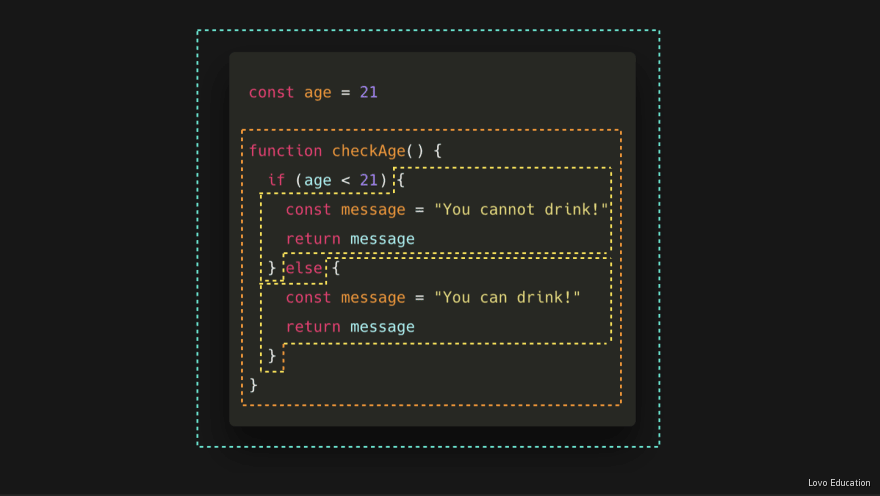 const age = 21
function checkAge() {
if (age < 21) {
const message = "You cannot drink!"
return message
} else {
const message = "You can drink!"
return message
}
}
Lovo Education